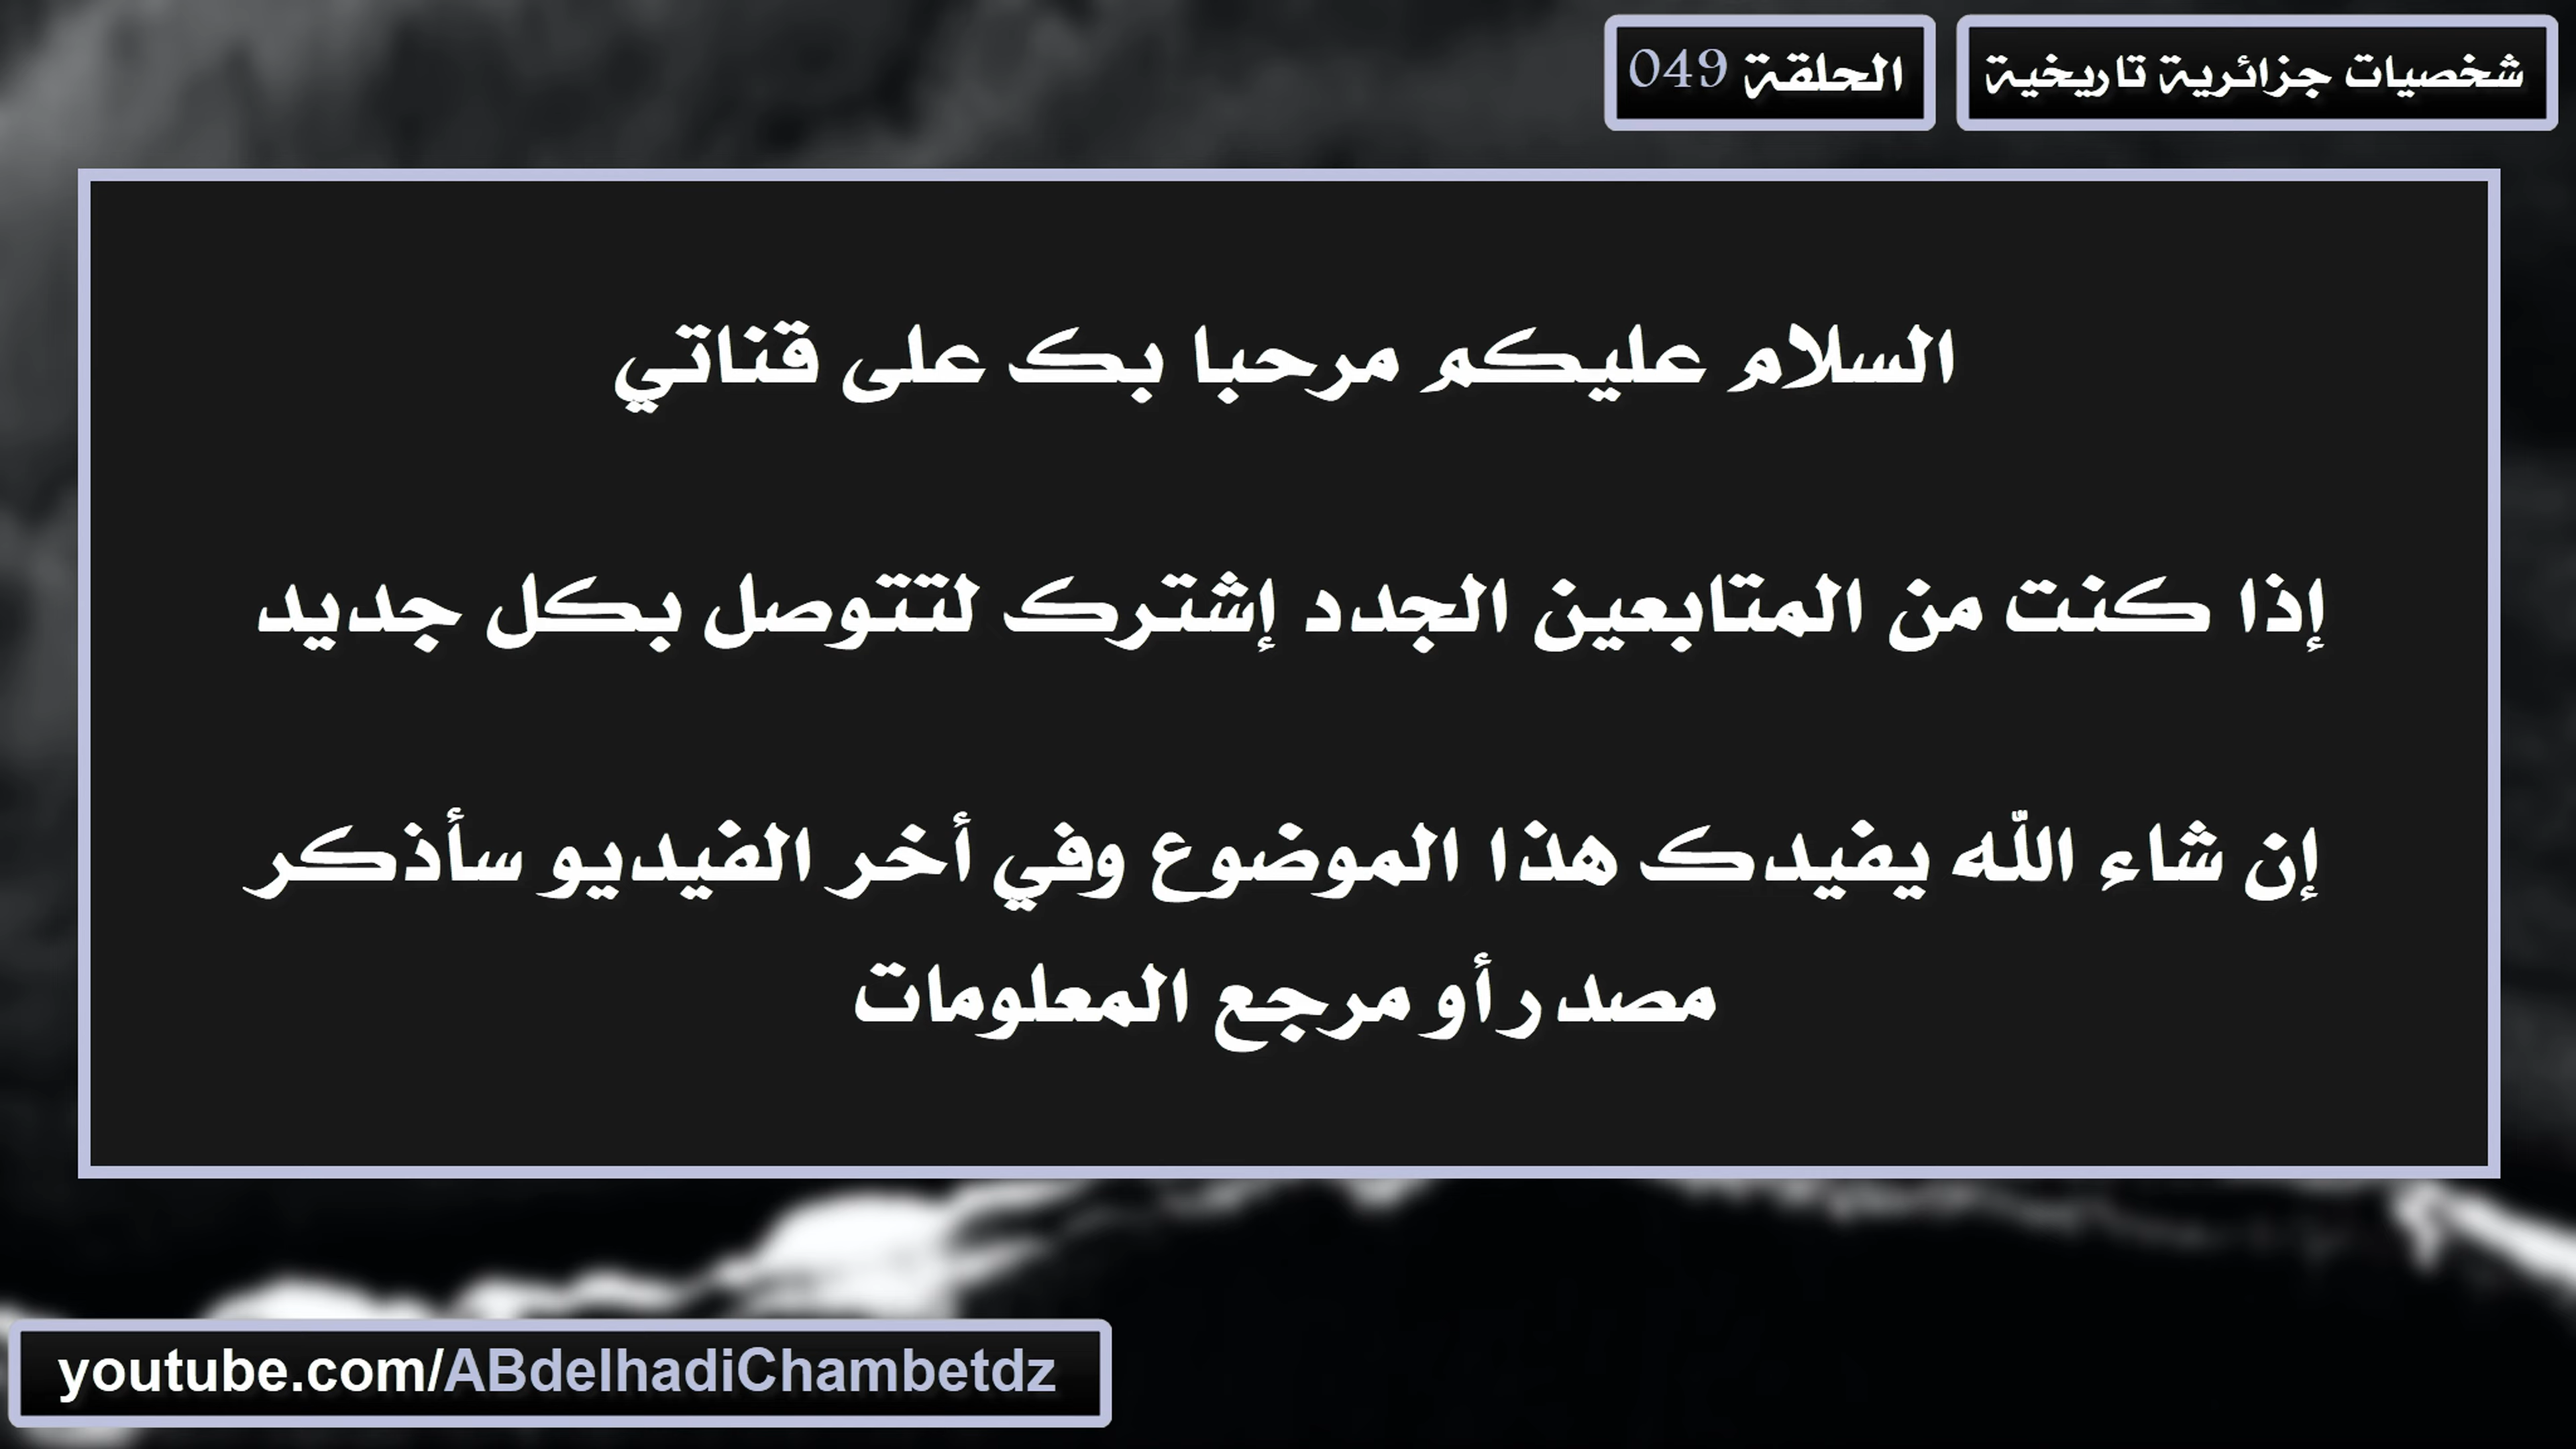 شخصيات جزائرية تاريخية
الحلقة 049
السلام عليكم مرحبا بك على قناتي
إذا كنت من المتابعين الجدد إشترك لتتوصل بكل جديد
إن شاء الله يفيدك هذا الموضوع وفي أخر الفيديو سأذكر
مصدر أو مرجع المعلومات
youtube.com/ABdelhadiChambetdz